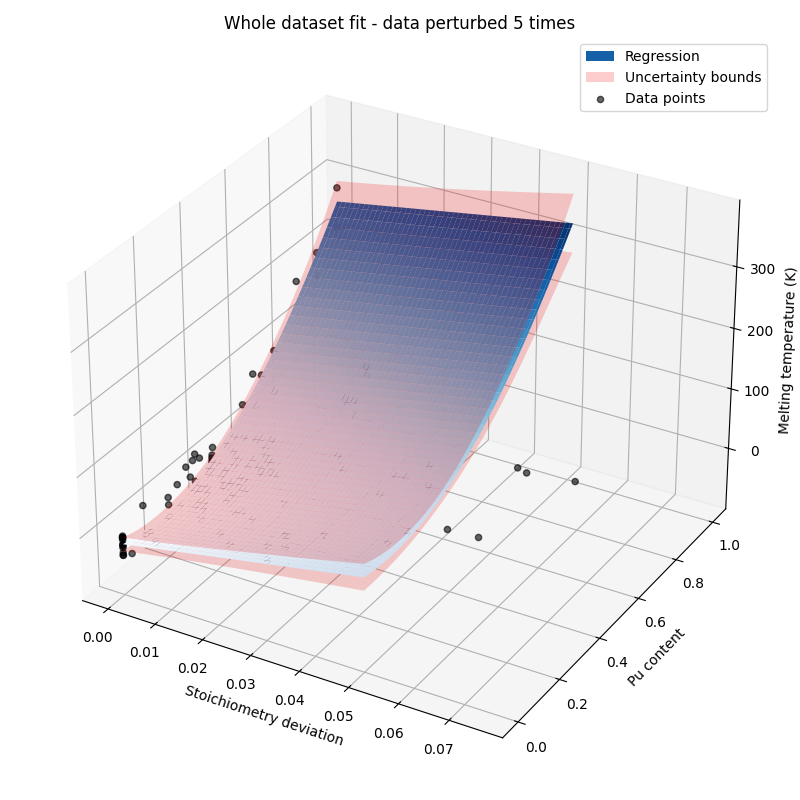 Whole dataset fit - data perturbed 5 times
Regression
Uncertainty bounds
Data points
300
200
100
0
Melting temperature (K)
1.0
0.8
0.6
0.4
0.2
0.0
Pu content
0.00
0.01
0.02
0.03
0.04
0.05
0.06
0.07
Stoichiometry deviation